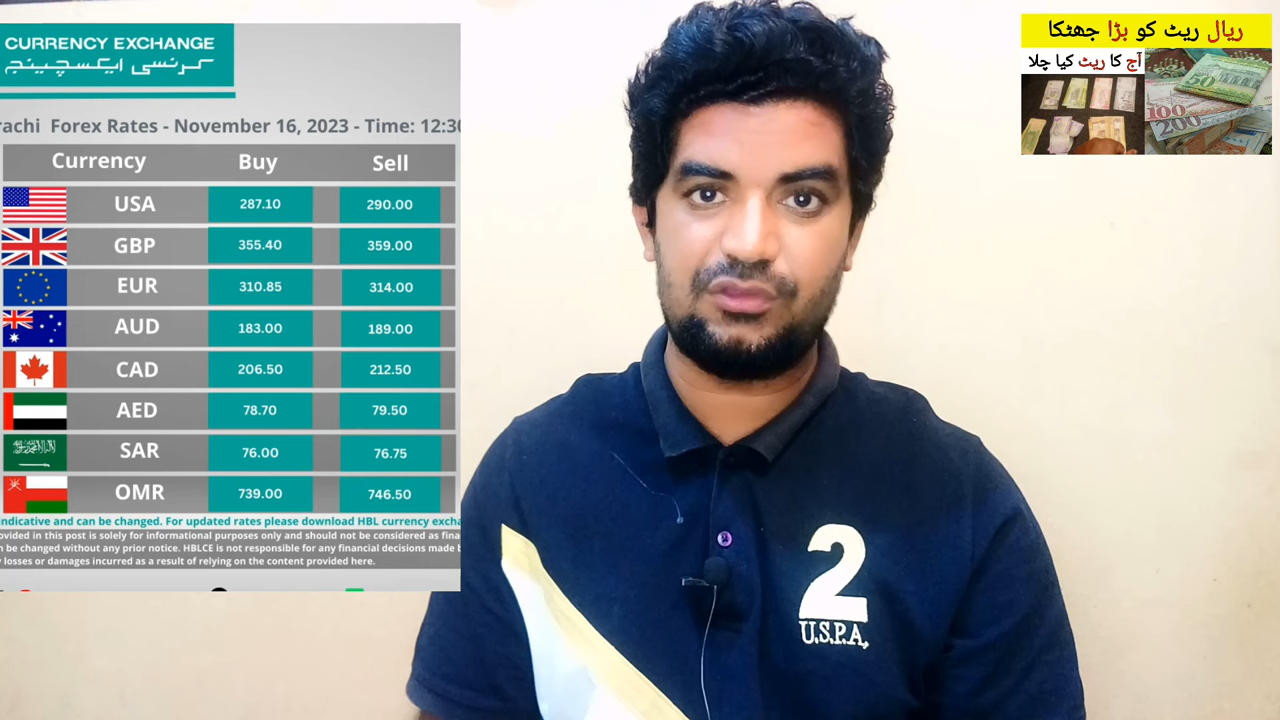 CURRENCY EXCHANGE
کرنسی ایکسچینج
rachi Forex Rates - November 16, 2023 - Time: 12:30
Currency Buy Sell
USA 287.10 290.00
GBP 355.40 359.00
EUR 310.85 314.00
AUD 183.00 189.00
CAD 206.50 212.50
AED 78.70 79.50
SAR 76.00 76.75
OMR 739.00 746.50
indicative and can be changed. For updated rates please download HBL currency excha
ovided in this post is solely for informational purposes only and should not be considered as fina
n be changed without any prior notice. HBLCE is not responsible for any financial decisions made b
y losses or damages incurred as a result of relying on the content provided here.
ریال ریٹ کو بڑا جھٹکا
آج کا ریٹ کیا چلا
50
100
200
2
U.S.P.A.